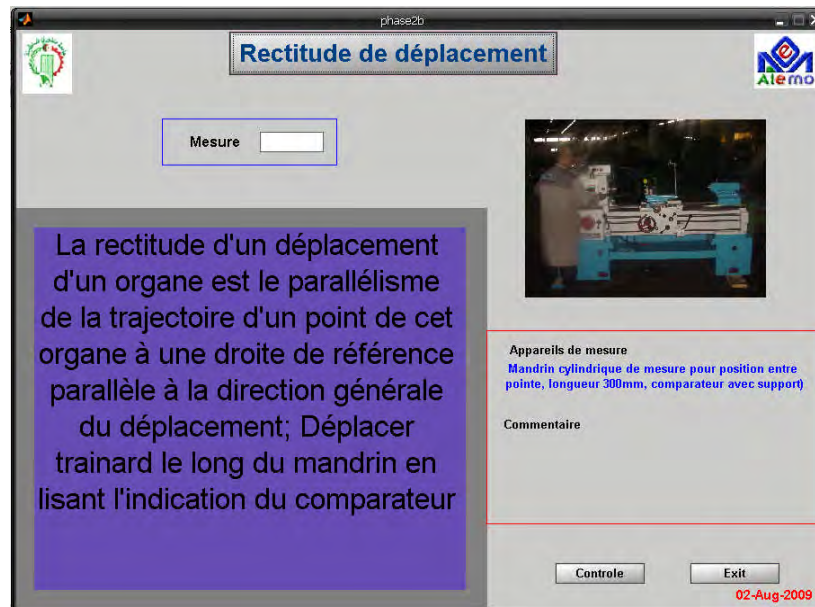 phase2b
Rectitude de déplacement
Alemo
Mesure
La rectitude d'un déplacement
d'un organe est le parallélisme
de la trajectoire d'un point de cet
organe à une droite de référence
parallèle à la direction générale
du déplacement; Déplacer
trainard le long du mandrin en
lisant l'indication du comparateur
Appareils de mesure
Mandrin cylindrique de mesure pour position entre
pointe, longueur 300mm, comparateur avec support)
Commentaire
Controle
Exit
02-Aug-2009